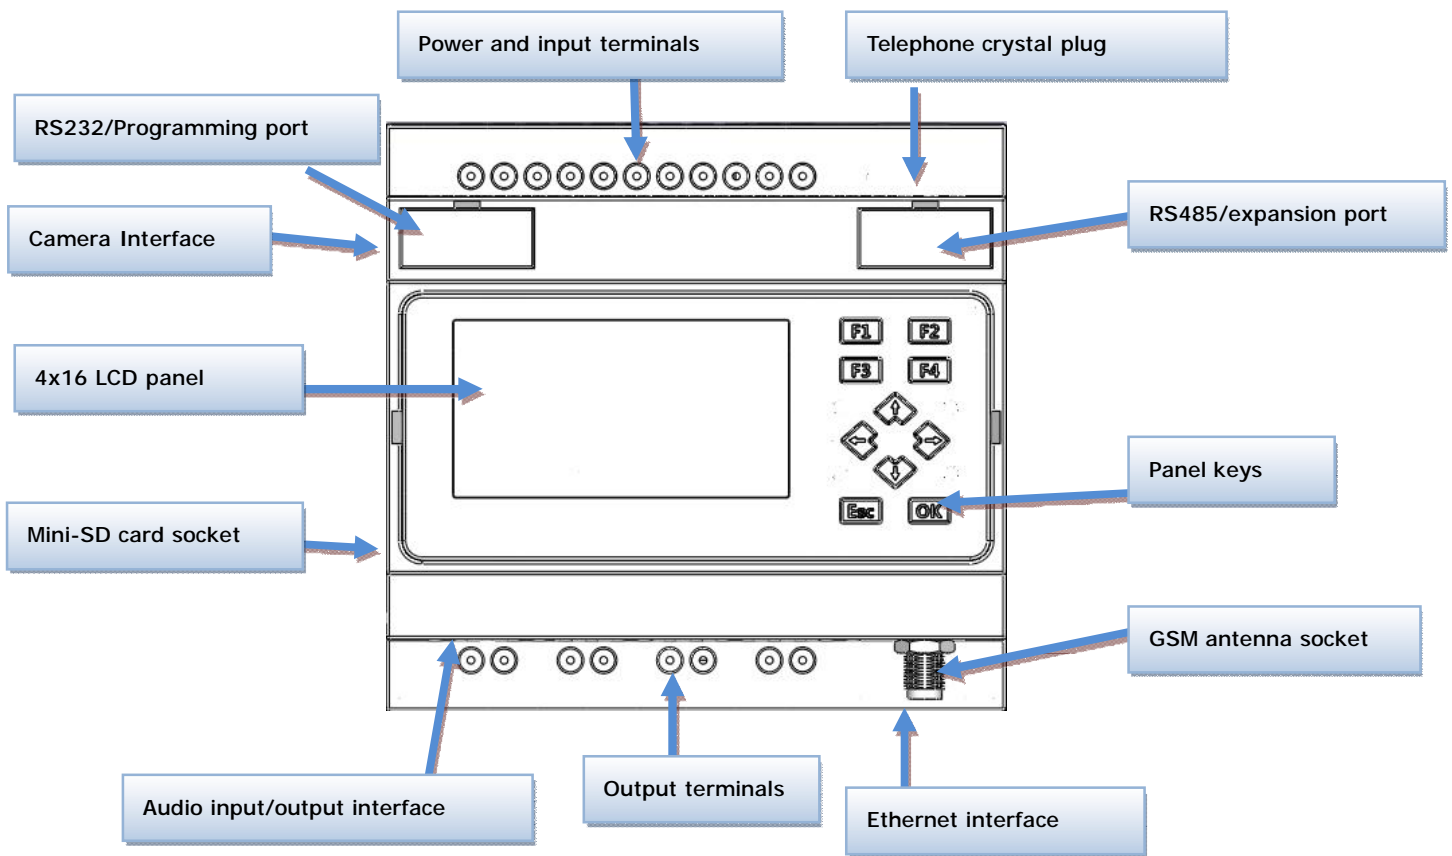 Power and input terminals
Telephone crystal plug
RS232/Programming port
Camera Interface
RS485/expansion port
4x16 LCD panel
F1 F2
F3 F4
Panel keys
Esc OK
Mini-SD card socket
GSM antenna socket
Audio input/output interface
Output terminals
Ethernet interface